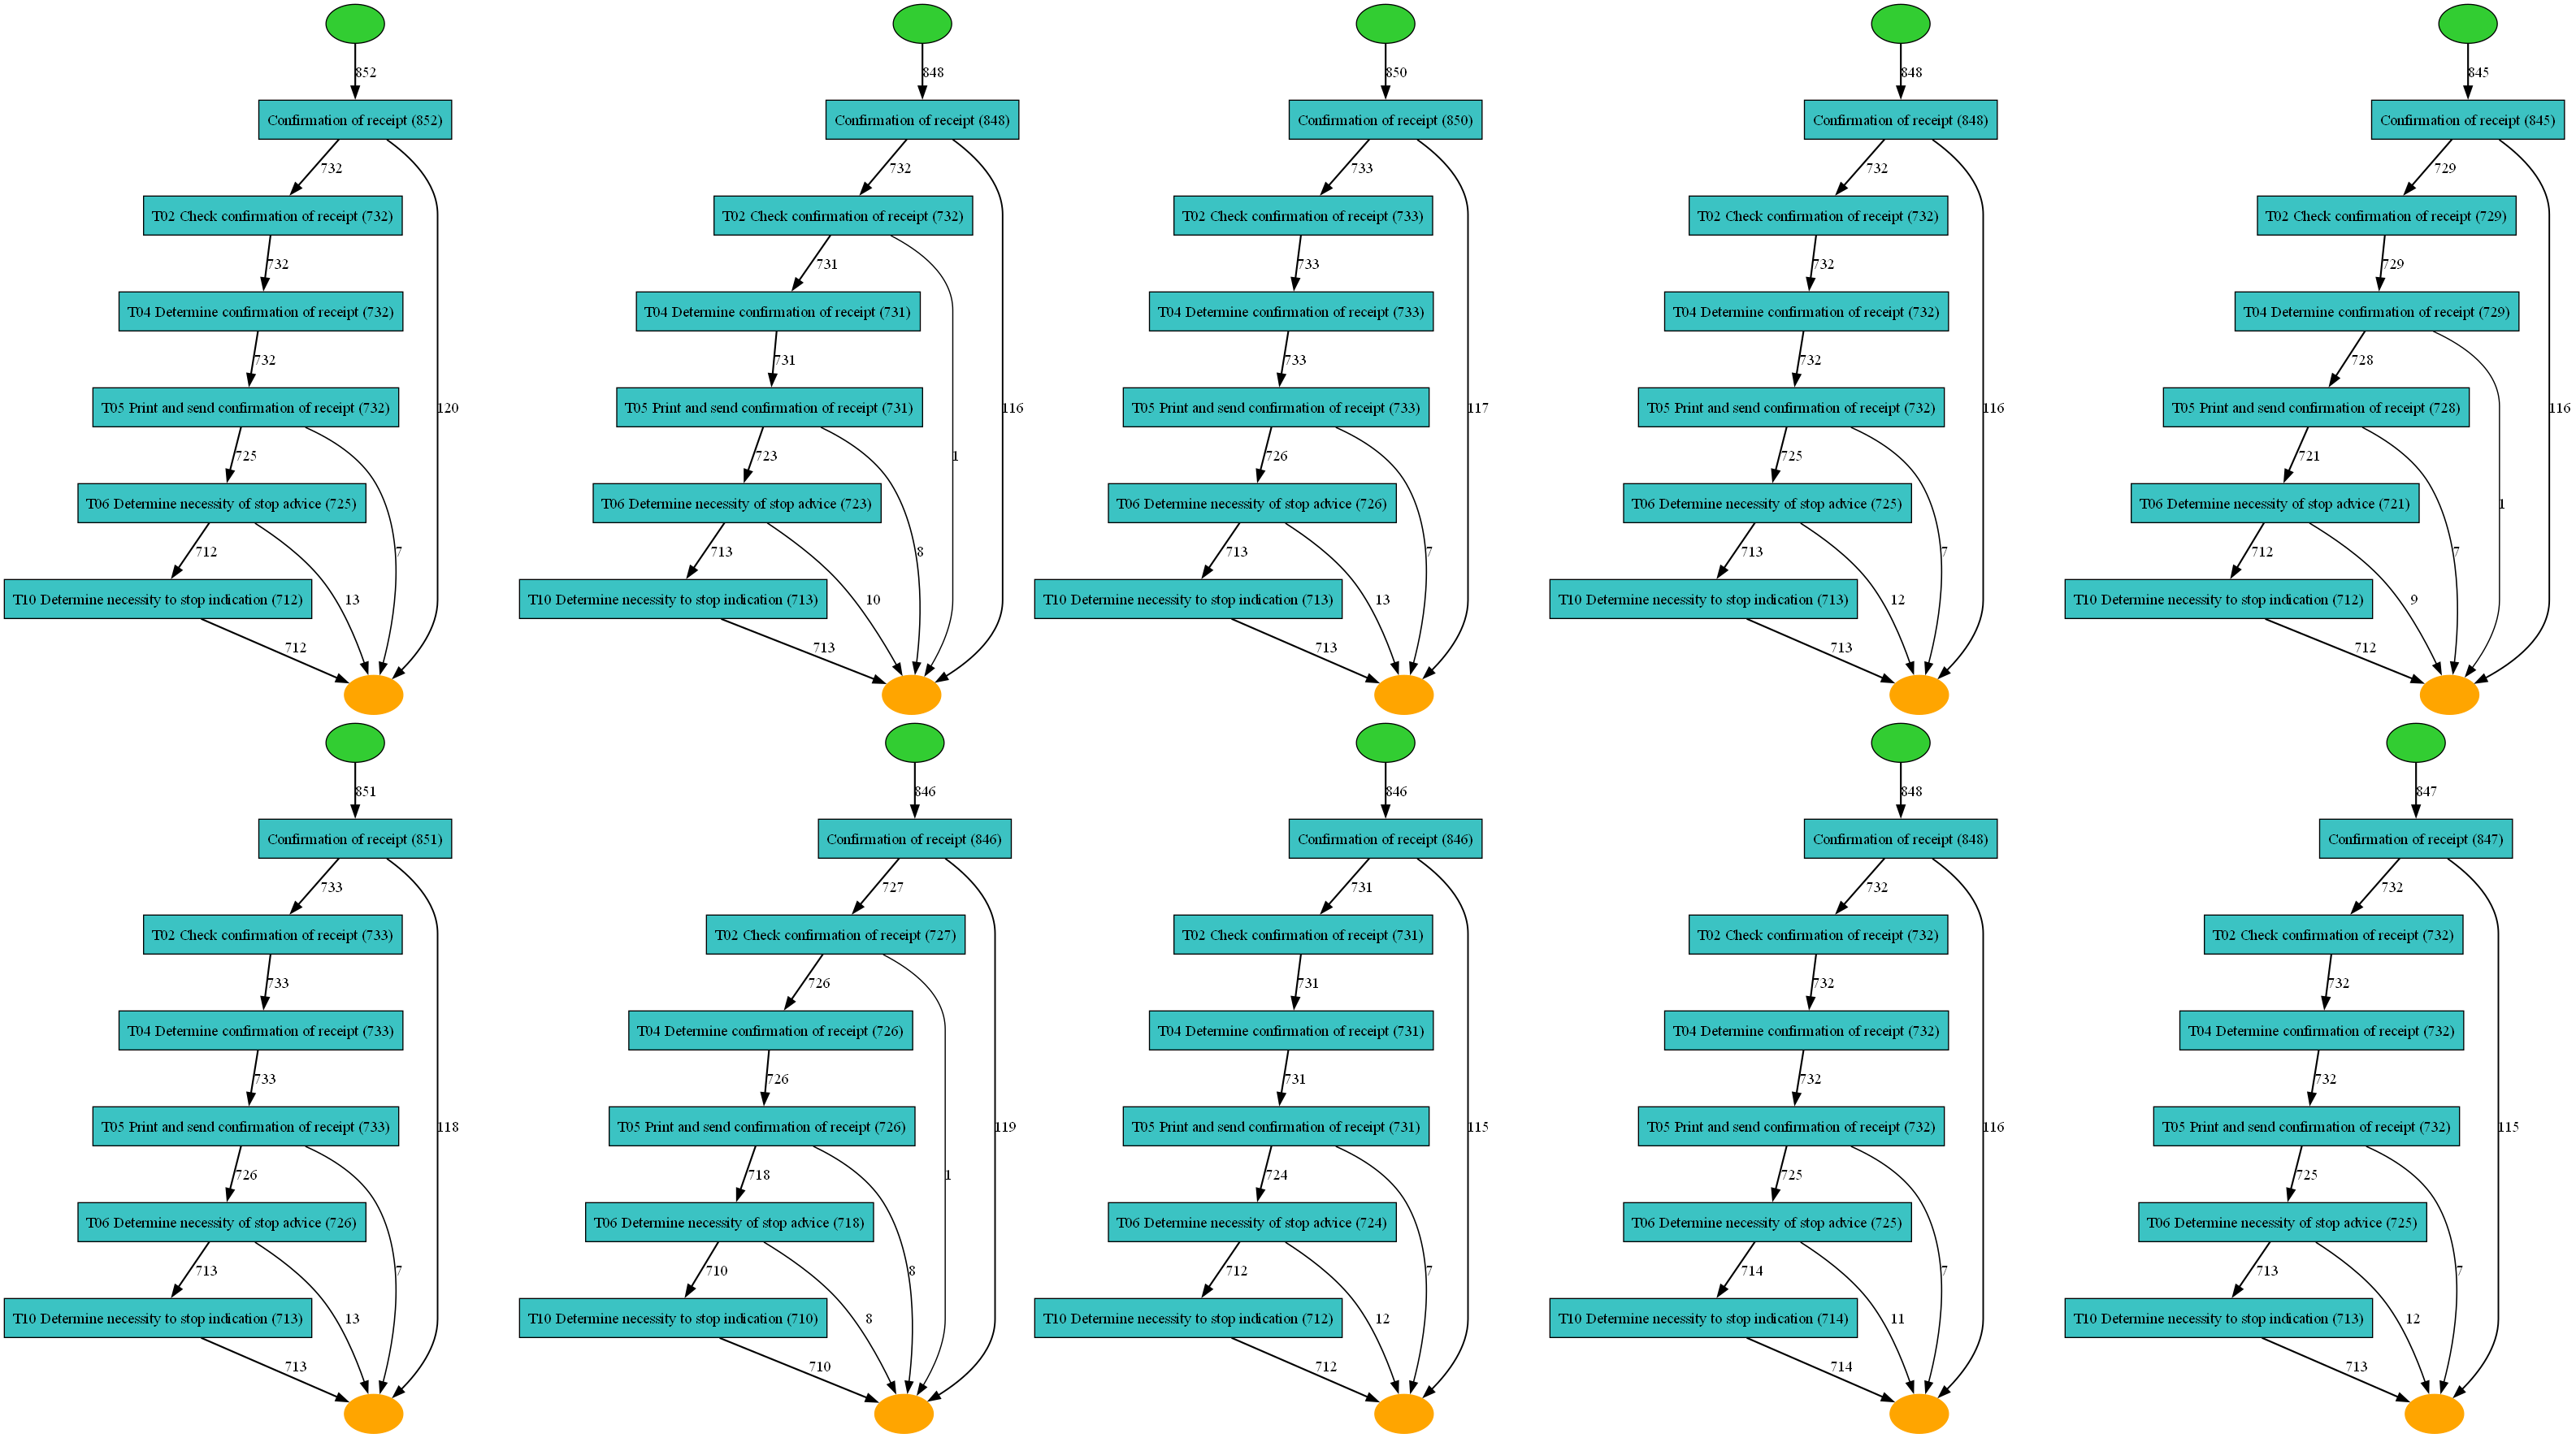 852
Confirmation of receipt (852)
732
T02 Check confirmation of receipt (732)
732
T04 Determine confirmation of receipt (732)
732
T05 Print and send confirmation of receipt (732)
120
725
T06 Determine necessity of stop advice (725)
712
7
T10 Determine necessity to stop indication (712)
13
712
848
Confirmation of receipt (848)
732
T02 Check confirmation of receipt (732)
731
T04 Determine confirmation of receipt (731)
731
T05 Print and send confirmation of receipt (731)
116
723
1
T06 Determine necessity of stop advice (723)
713
8
T10 Determine necessity to stop indication (713)
10
713
850
Confirmation of receipt (850)
733
T02 Check confirmation of receipt (733)
733
T04 Determine confirmation of receipt (733)
733
T05 Print and send confirmation of receipt (733)
117
726
T06 Determine necessity of stop advice (726)
713
7
T10 Determine necessity to stop indication (713)
13
713
848
Confirmation of receipt (848)
732
T02 Check confirmation of receipt (732)
732
T04 Determine confirmation of receipt (732)
732
T05 Print and send confirmation of receipt (732)
116
725
T06 Determine necessity of stop advice (725)
713
7
T10 Determine necessity to stop indication (713)
12
713
845
Confirmation of receipt (845)
729
T02 Check confirmation of receipt (729)
729
T04 Determine confirmation of receipt (729)
728
T05 Print and send confirmation of receipt (728)
116
721
T06 Determine necessity of stop advice (721)
1
712
7
T10 Determine necessity to stop indication (712)
9
712
851
Confirmation of receipt (851)
733
T02 Check confirmation of receipt (733)
733
T04 Determine confirmation of receipt (733)
733
T05 Print and send confirmation of receipt (733)
118
726
T06 Determine necessity of stop advice (726)
713
7
T10 Determine necessity to stop indication (713)
13
713
846
Confirmation of receipt (846)
727
T02 Check confirmation of receipt (727)
726
T04 Determine confirmation of receipt (726)
726
T05 Print and send confirmation of receipt (726)
119
718
1
T06 Determine necessity of stop advice (718)
710
8
T10 Determine necessity to stop indication (710)
8
710
846
Confirmation of receipt (846)
731
T02 Check confirmation of receipt (731)
731
T04 Determine confirmation of receipt (731)
731
T05 Print and send confirmation of receipt (731)
115
724
T06 Determine necessity of stop advice (724)
712
7
T10 Determine necessity to stop indication (712)
12
712
848
Confirmation of receipt (848)
732
T02 Check confirmation of receipt (732)
732
T04 Determine confirmation of receipt (732)
732
T05 Print and send confirmation of receipt (732)
116
725
T06 Determine necessity of stop advice (725)
714
7
T10 Determine necessity to stop indication (714)
11
714
847
Confirmation of receipt (847)
732
T02 Check confirmation of receipt (732)
732
T04 Determine confirmation of receipt (732)
732
T05 Print and send confirmation of receipt (732)
115
725
T06 Determine necessity of stop advice (725)
713
7
T10 Determine necessity to stop indication (713)
12
713